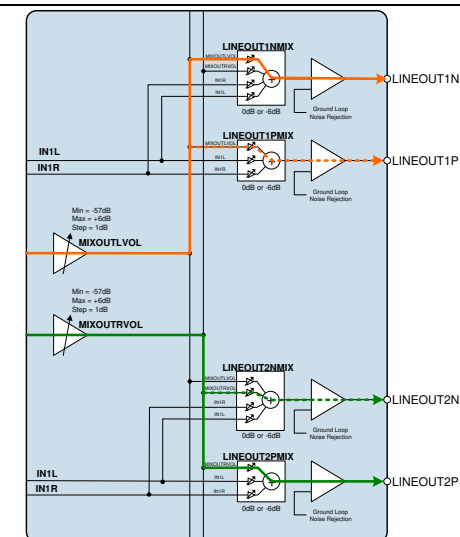 LINEOUT1NMIX
MIXOUTLVOL
MIXOUTRVOL
IN1R
IN1L
LINEOUT1N
0dB or -6dB
Ground Loop
Noise Rejection
LINEOUT1PMIX
MIXOUTLVOL
IN1L
IN1R
IN1L
IN1R
LINEOUT1P
0dB or -6dB
Ground Loop
Noise Rejection
Min = -57dB
Max = +6dB
Step = 1dB
MIXOUTLVOL
Min = -57dB
Max = +6dB
Step = 1dB
MIXOUTRVOL
LINEOUT2NMIX
MIXOUTLVOL
MIXOUTRVOL
IN1R
IN1L
LINEOUT2N
0dB or -6dB
Ground Loop
Noise Rejection
LINEOUT2PMIX
MIXOUTRVOL
IN1L
IN1R
IN1L
IN1R
LINEOUT2P
0dB or -6dB
Ground Loop
Noise Rejection